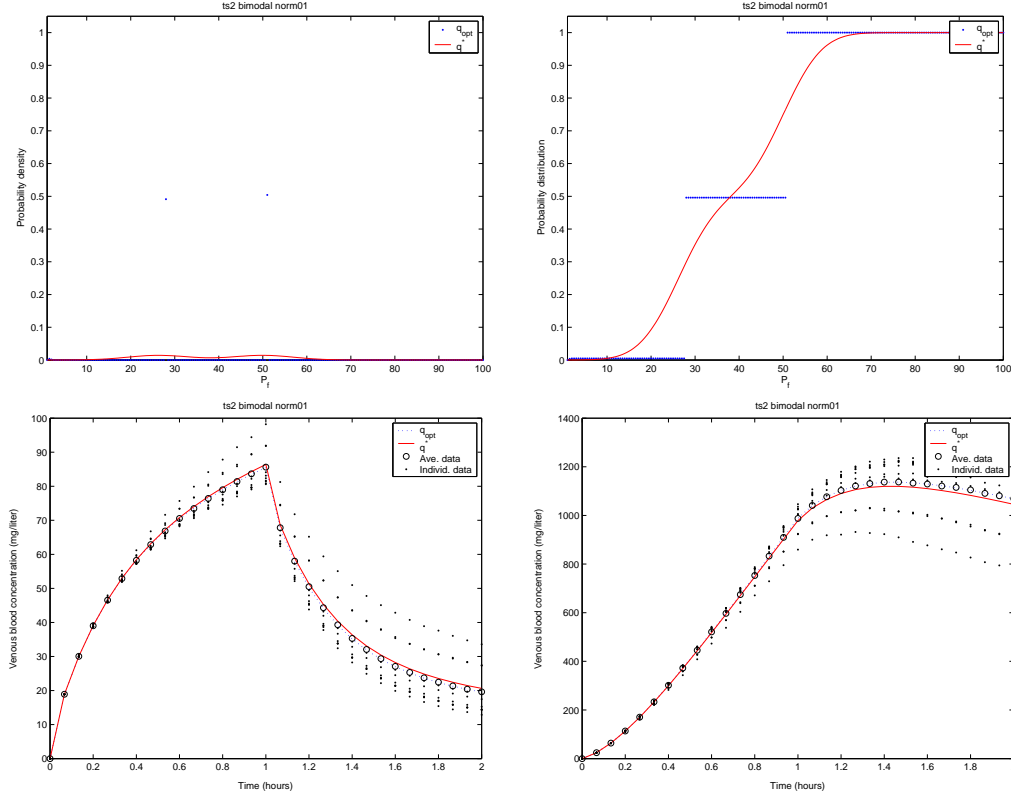 ts2 bimodal norm01
1
0.9
0.8
0.7
0.6
0.5
0.4
0.3
0.2
0.1
0
Probability density
10 20 30 40 50 60 70 80 90 100
P_f
q_opt
q^*
ts2 bimodal norm01
1
0.9
0.8
0.7
0.6
0.5
0.4
0.3
0.2
0.1
0
Probability distribution
10 20 30 40 50 60 70 80 90 100
P_f
q_opt
q^*
ts2 bimodal norm01
100
90
80
70
60
50
40
30
20
10
0
Venous blood concentration (mg/liter)
0 0.2 0.4 0.6 0.8 1.0 1.2 1.4 1.6 1.8 2
Time (hours)
q_opt
q^*
Ave. data
Individ. data
ts2 bimodal norm01
1400
1200
1000
800
600
400
200
0
Venous blood concentration (mg/liter)
0 0.2 0.4 0.6 0.8 1.0 1.2 1.4 1.6 1.8
Time (hours)
q_opt
q^*
Ave. data
Individ. data